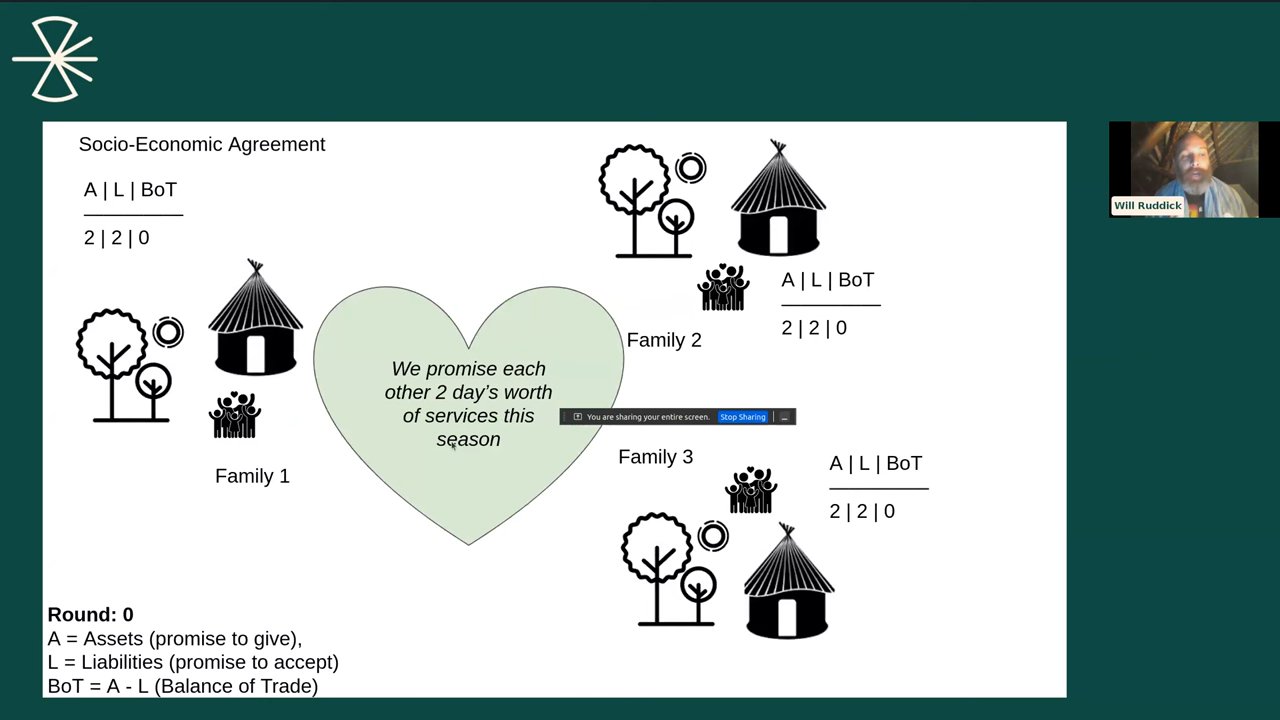 Socio-Economic Agreement
A | L | BoT
2 | 2 | 0
Family 1
We promise each
other 2 day's worth
of services this
season
Family 2
A | L | BoT
2 | 2 | 0
You are sharing your entire screen.
Stop Sharing
Family 3
A | L | BoT
2 | 2 | 0
Round: 0
A = Assets (promise to give),
L = Liabilities (promise to accept)
BoT = A - L (Balance of Trade)
Will Ruddick